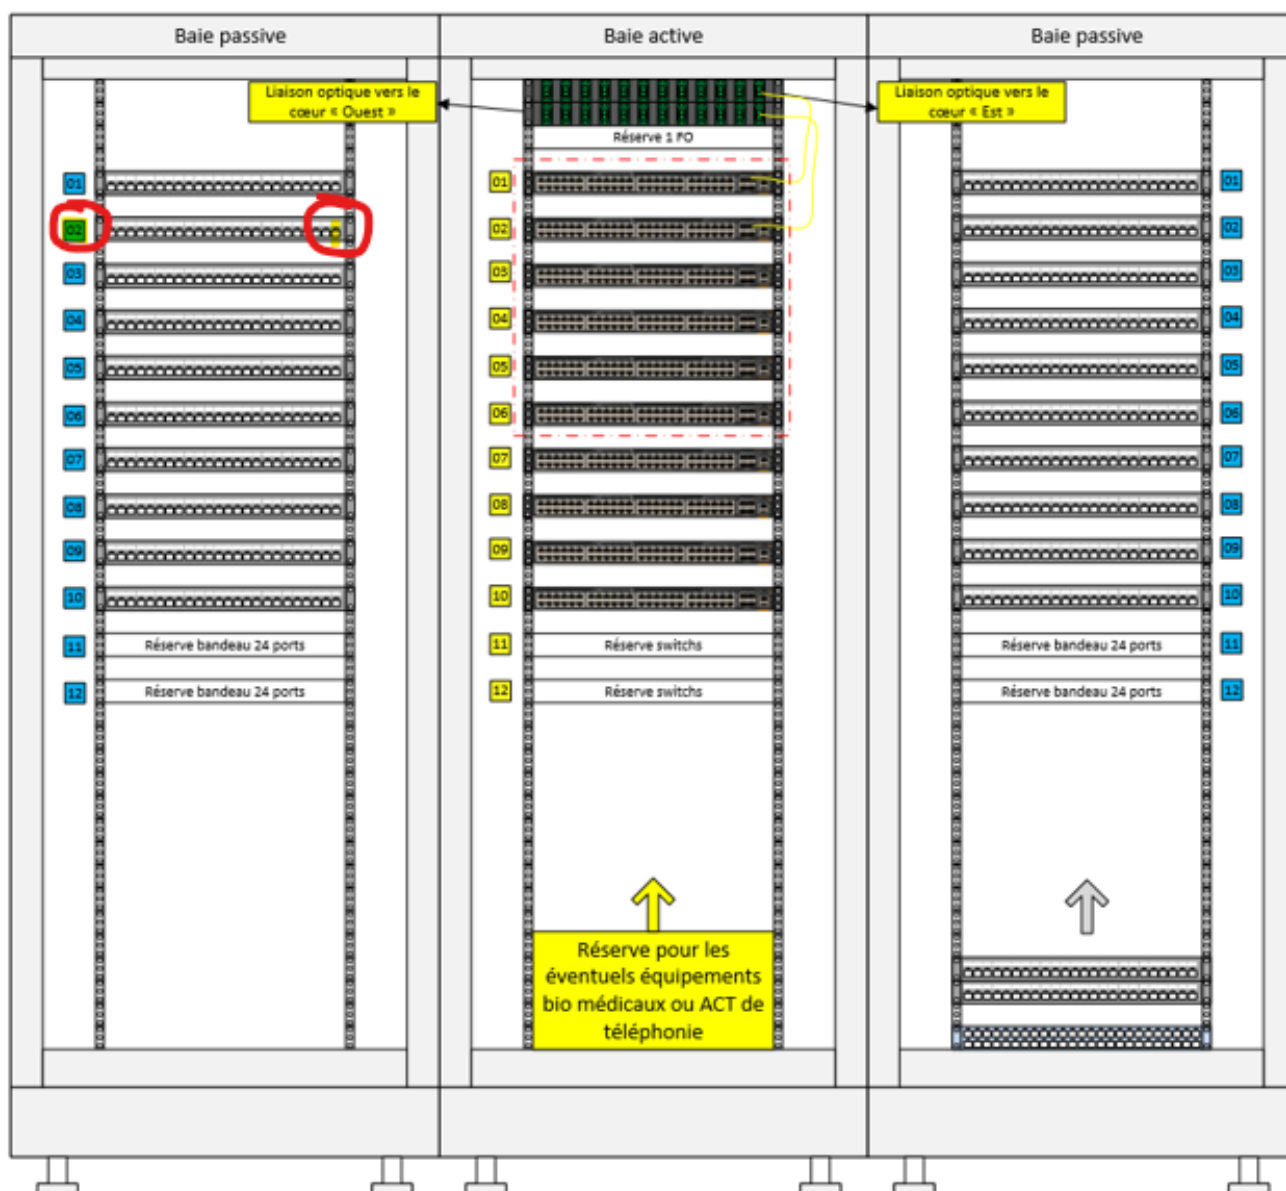 Baie passive
Baie active
Baie passive
Liaison optique vers le
cœur « Ouest »
Liaison optique vers le
cœur « Est »
Réserve 1 FO
01
02
03
04
05
06
07
08
09
10
11
12
Réserve bandeau 24 ports
Réserve bandeau 24 ports
01
02
03
04
05
06
07
08
09
10
11
12
Réserve switchs
Réserve switchs
Réserve pour les
éventuels équipements
bio médicaux ou ACT de
téléphonie
01
02
03
04
05
06
07
08
09
10
11
12
Réserve bandeau 24 ports
Réserve bandeau 24 ports